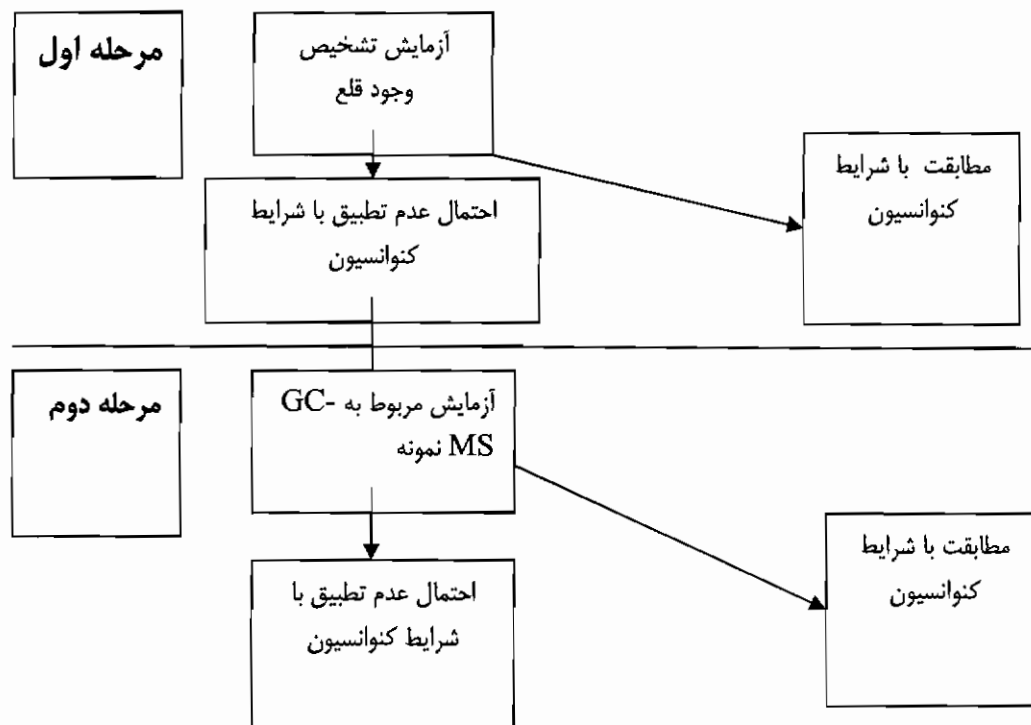 مرحله اول
آزمایش تشخیص
وجود قلع
مطابقت با شرایط
کنوانسیون
احتمال عدم تطبیق با شرایط
کنوانسیون
مرحله دوم
آزمایش مربوط به GC-
MS نمونه
مطابقت با شرایط
کنوانسیون
احتمال عدم تطبیق با
شرایط کنوانسیون